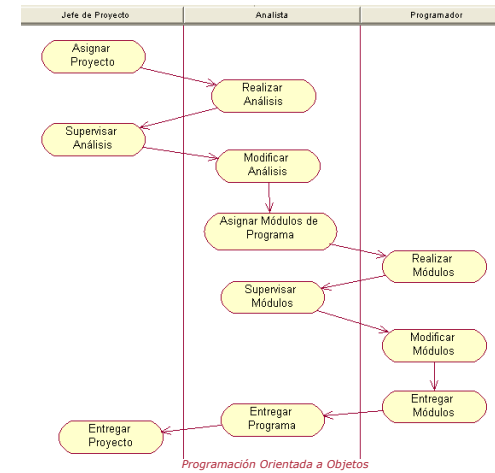 Jefe de Proyecto
Analista
Programador
Asignar
Proyecto
Realizar
Análisis
Supervisar
Análisis
Modificar
Análisis
Asignar Módulos de
Programa
Realizar
Módulos
Supervisar
Módulos
Modificar
Módulos
Entregar
Módulos
Entregar
Programa
Entregar
Proyecto
Programación Orientada a Objetos